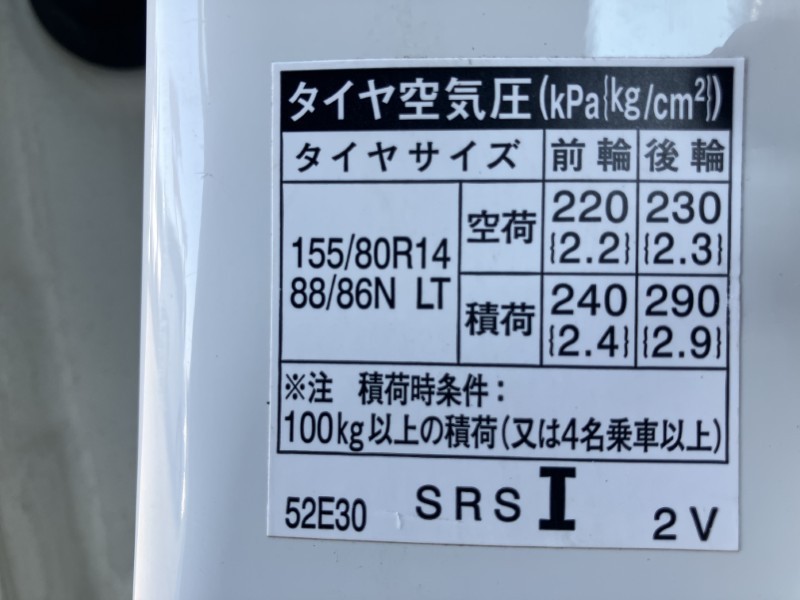 タイヤ空気圧(kPa{kg/cm²})
タイヤサイズ 前輪 後輪
155/80R14 88/86N LT
空荷 220 {2.2} 230 {2.3}
積荷 240 {2.4} 290 {2.9}
※注 積荷時条件:
100kg以上の積荷(又は4名乗車以上)
52E30 SRS I 2V